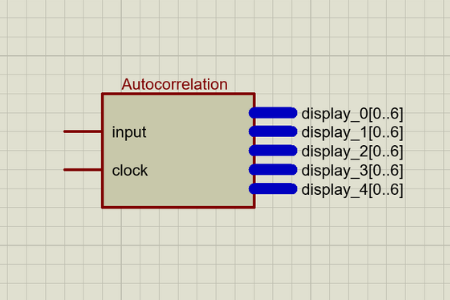 Autocorrelation
input
clock
display_0[0..6]
display_1[0..6]
display_2[0..6]
display_3[0..6]
display_4[0..6]